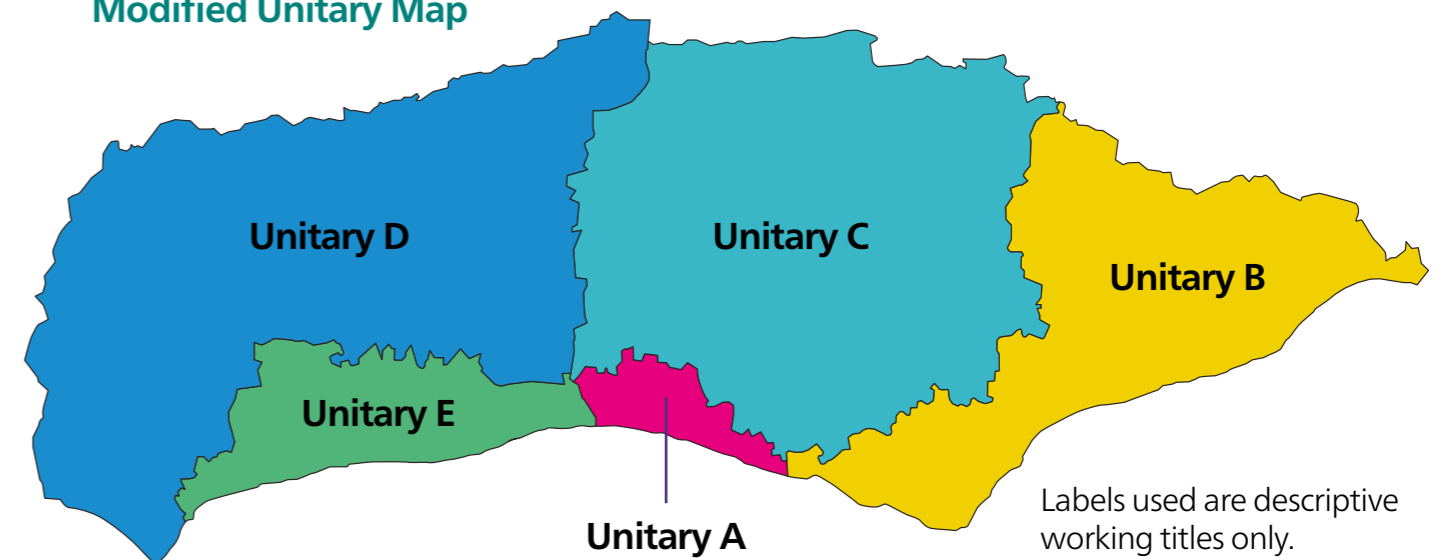 Modified Unitary Map
Unitary D
Unitary C
Unitary B
Unitary E
Unitary A
Labels used are descriptive
working titles only.